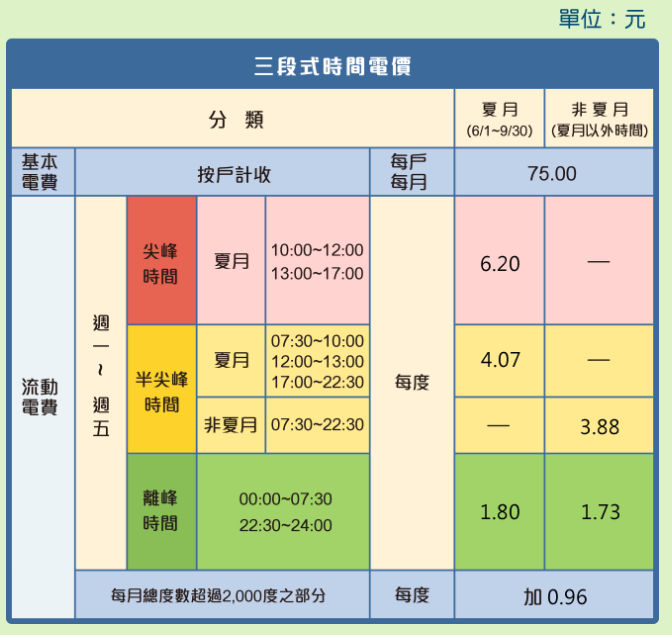 單位：元
三段式時間電價
分 類
夏月
(6/1~9/30)
非夏月
(夏月以外時間)
基本
電費
按戶計收
每戶
每月
75.00
流動
電費
週
一
~
週
五
尖峰
時間
夏月
10:00~12:00
13:00~17:00
每度
6.20
—
半尖峰
時間
夏月
07:30~10:00
12:00~13:00
17:00~22:30
4.07
—
非夏月
07:30~22:30
—
3.88
離峰
時間
00:00~07:30
22:30~24:00
1.80
1.73
每月總度數超過2,000度之部分
每度
加 0.96